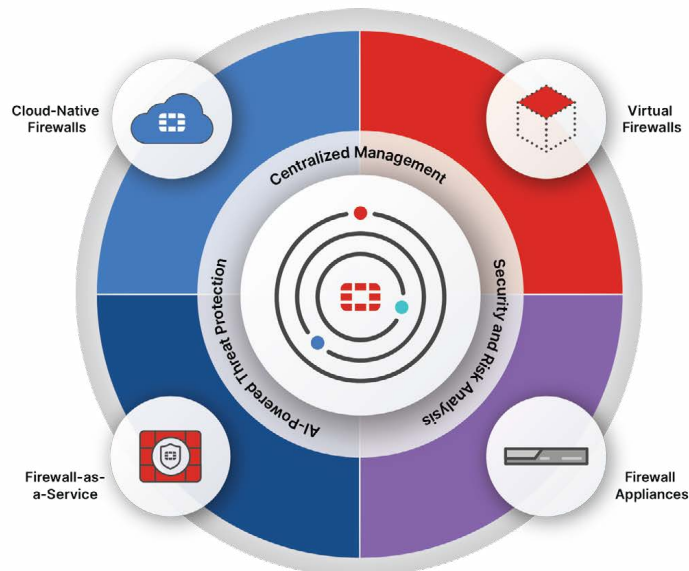 Cloud-Native
Firewalls
Virtual
Firewalls
Centralized Management
AI-Powered Threat Protection
Security and Risk Analysis
Firewall-as-
a-Service
Firewall
Appliances